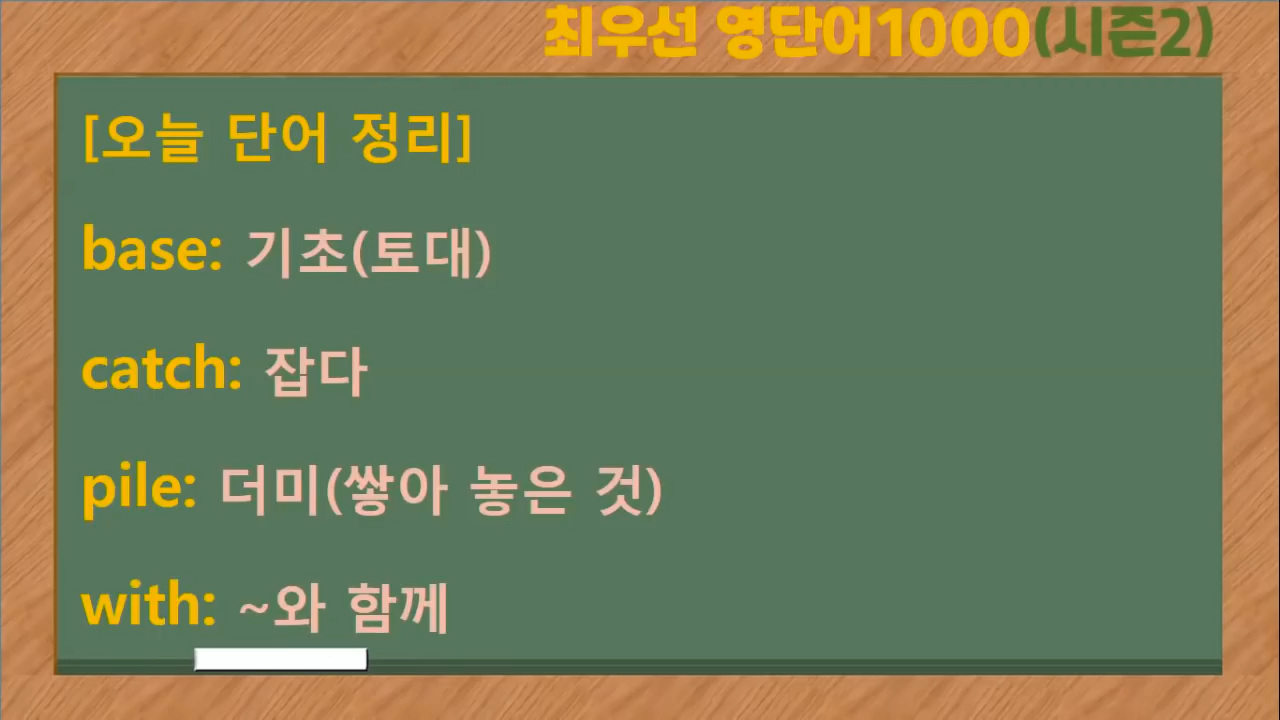 최우선 영단어1000(시즌2)
[오늘 단어 정리]
base: 기초(토대)
catch: 잡다
pile: 더미(쌓아 놓은 것)
with: ~와 함께